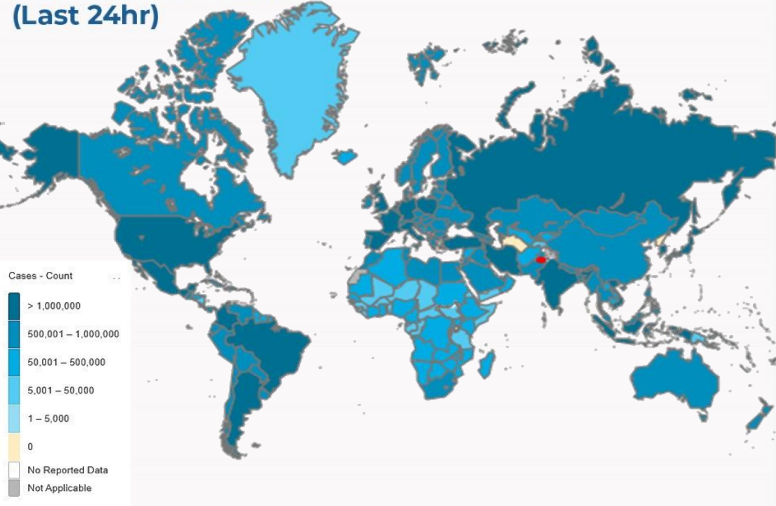 (Last 24hr)
Cases - Count
> 1,000,000
500,001 – 1,000,000
50,001 – 500,000
5,001 – 50,000
1 – 5,000
0
No Reported Data
Not Applicable